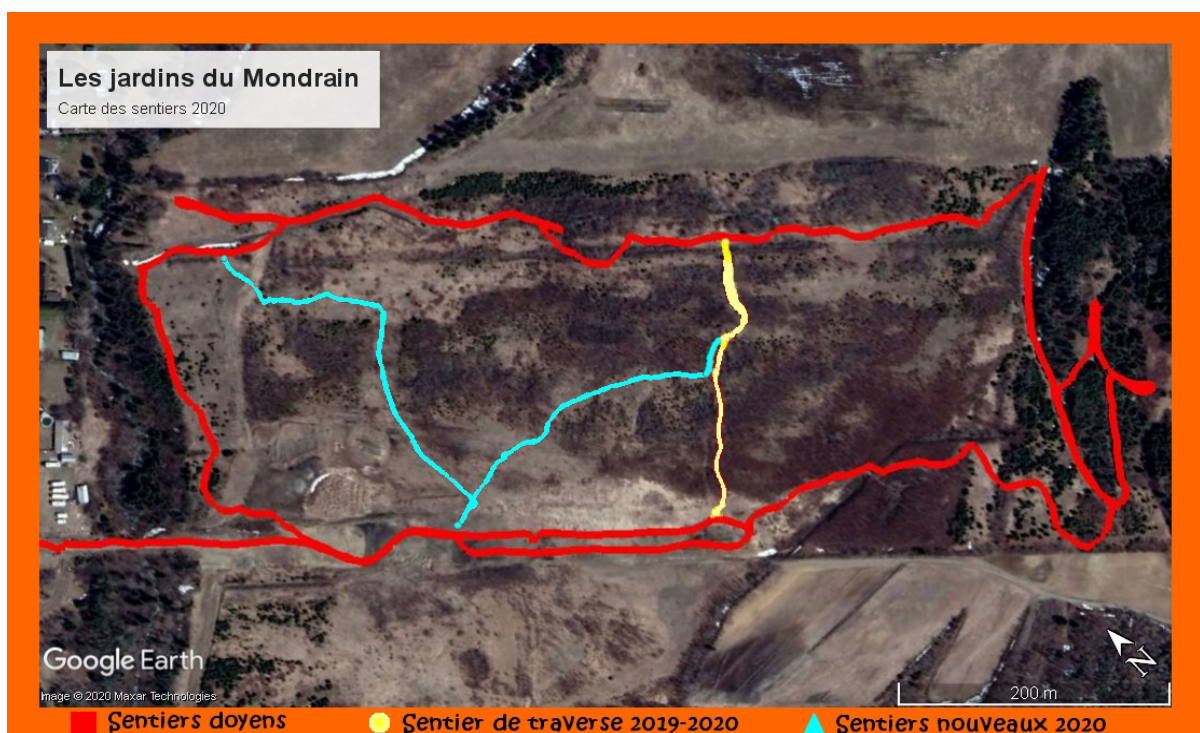 Les jardins du Mondrain
Carte des sentiers 2020
Google Earth
Image © 2020 Maxar Technologies
N
200 m
Sentiers doyens
Sentier de traverse 2019-2020
Sentiers nouveaux 2020